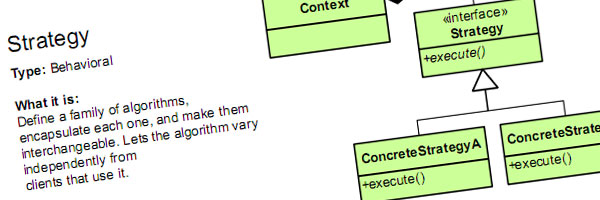 Strategy
Type: Behavioral
What it is:
Define a family of algorithms,
encapsulate each one, and make them
interchangeable. Lets the algorithm vary
independently from
clients that use it.
Context
«interface»
Strategy
+execute()
ConcreteStrategyA
+execute()
ConcreteStrate
+execute()